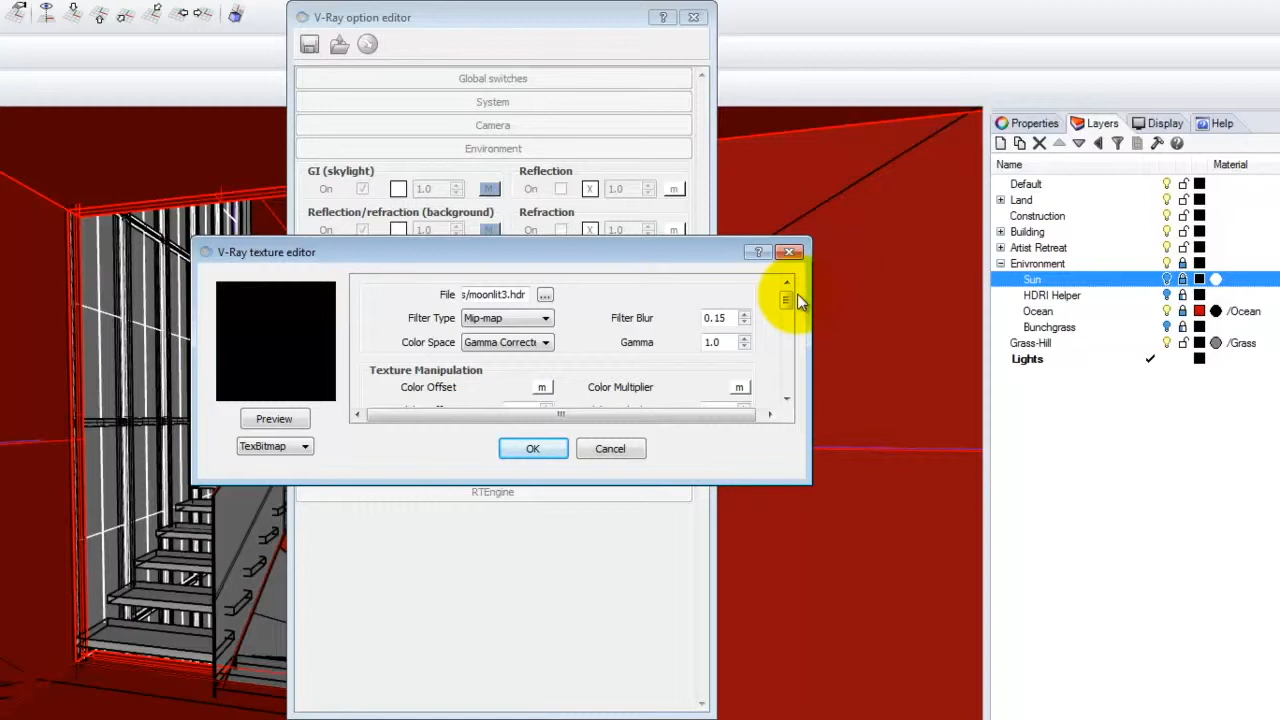 V-Ray option editor
Global switches
System
Camera
Environment
GI (skylight)
Reflection
On 1.0 M
On X 1.0 m
Reflection/refraction (background)
Refraction
On 1.0 M
On X 1.0 m
V-Ray texture editor
File s/moonlit3.hdr ...
Filter Type Mip-map
Filter Blur 0.15
Color Space Gamma Correcte
Gamma 1.0
Texture Manipulation
Color Offset m
Color Multiplier m
Preview
TexBitmap
OK
Cancel
RTEngine
Properties
Layers
Display
Help
Name
Material
Default
Land
Construction
Building
Artist Retreat
Enivronment
Sun
HDRI Helper
Ocean
/Ocean
Bunchgrass
Grass-Hill
/Grass
Lights